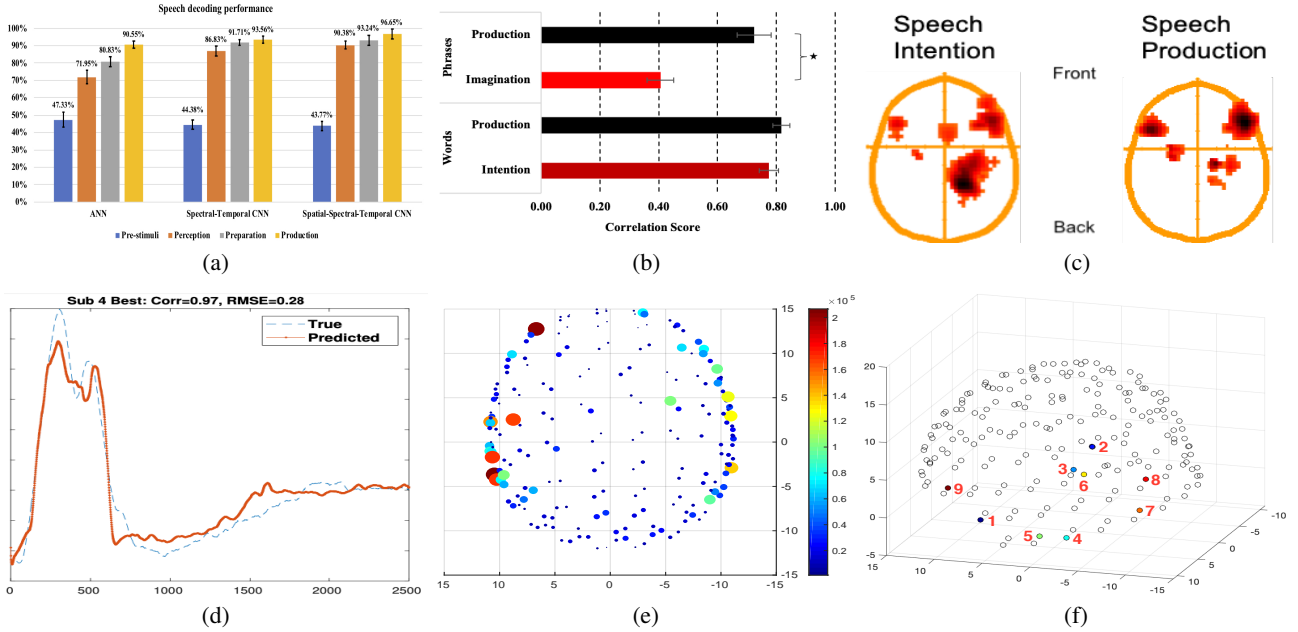 Speech decoding performance
100%
90%
80%
70%
60%
50%
40%
30%
20%
10%
0%
47.33%
71.95%
80.83%
90.55%
44.38%
86.83%
91.71%
93.56%
43.77%
90.38%
93.24%
96.65%
ANN
Spectral-Temporal CNN
Spatial-Spectral-Temporal CNN
Pre-stimuli Perception Preparation Production
(a)
Phrases
Production
Imagination
Words
Production
Intention
0.00 0.20 0.40 0.60 0.80 1.00
Correlation Score
(b)
Speech
Intention
Front
Back
Speech
Production
(c)
Sub 4 Best: Corr=0.97, RMSE=0.28
True
Predicted
0 500 1000 1500 2000 2500
(d)
15
10
5
0
-5
-10
-15
15 10 5 0 -5 -10 -15
× 10 5
2
1.8
1.6
1.4
1.2
1
0.8
0.6
0.4
0.2
(e)
20
15
10
5
0
-5
15 10 5 0 -5 -10 -15
10
5
0
-5
-10
2
3
6
8
9
1
7
5
4
(f)